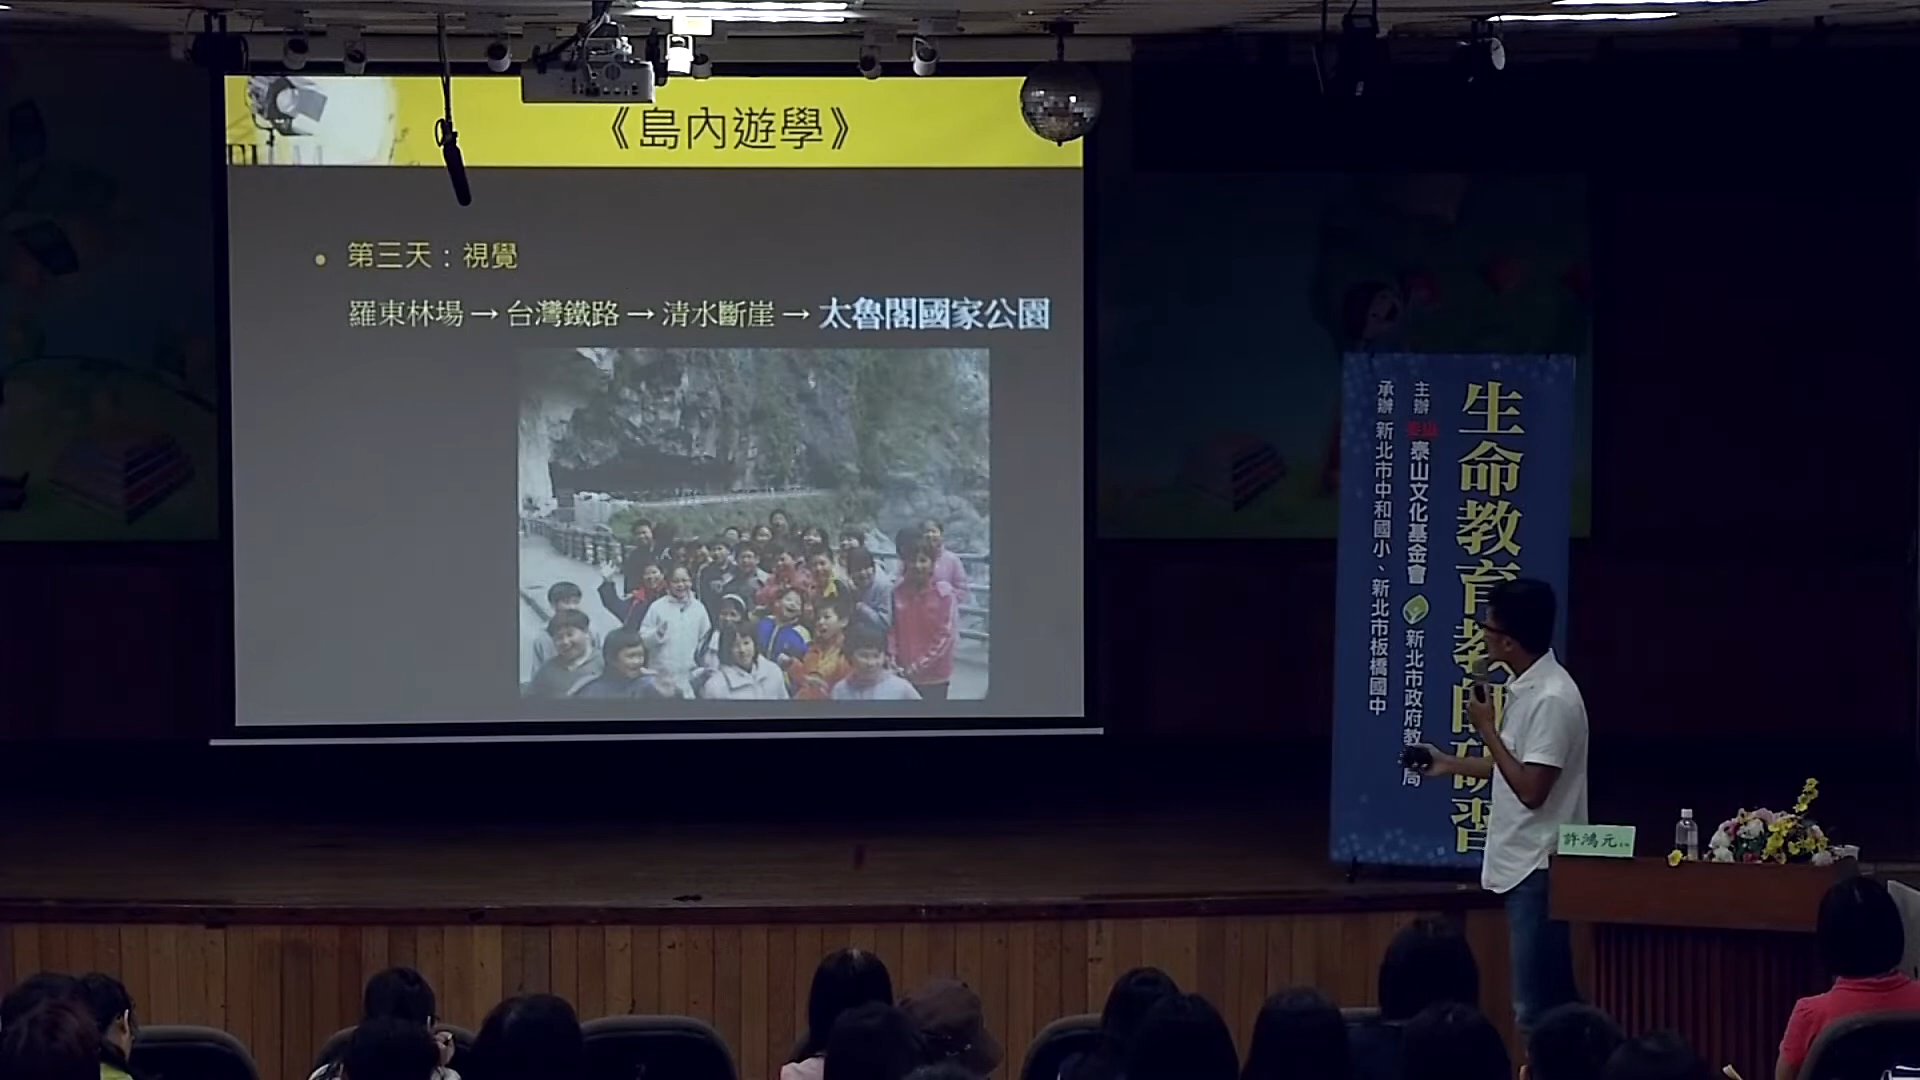 《島內遊學》
• 第三天：視覺
羅東林場→台灣鐵路→清水斷崖→太魯閣國家公園
生命教育教師研習
主辦 泰山 泰山文化基金會 新北市政府教 局
承辦 新北市中和國小、新北市板橋國中
許鴻元